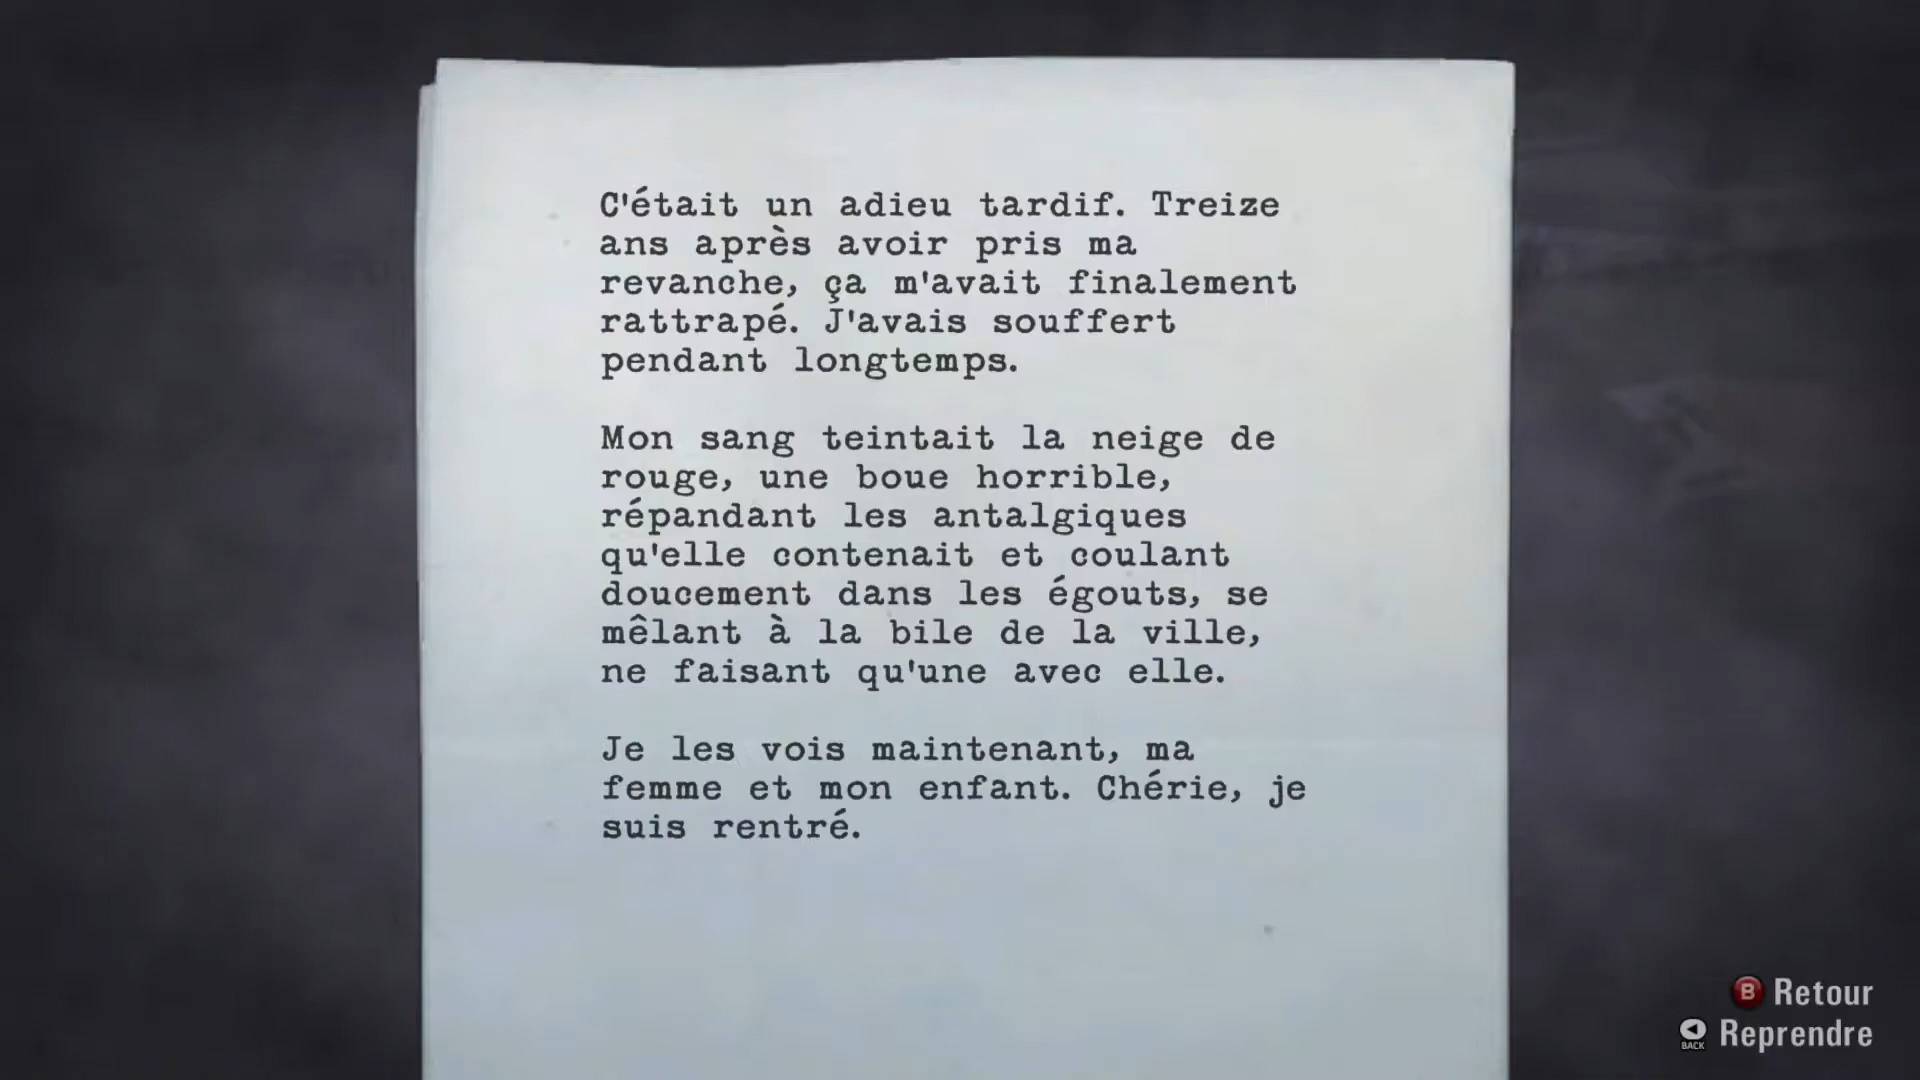 C'était un adieu tardif. Treize
ans après avoir pris ma
revanche, ça m'avait finalement
rattrapé. J'avais souffert
pendant longtemps.
Mon sang teintait la neige de
rouge, une boue horrible,
répandant les antalgiques
qu'elle contenait et coulant
doucement dans les égouts, se
mêlant à la bile de la ville,
ne faisant qu'une avec elle.
Je les vois maintenant, ma
femme et mon enfant. Chérie, je
suis rentré.
B Retour
BACK Reprendre